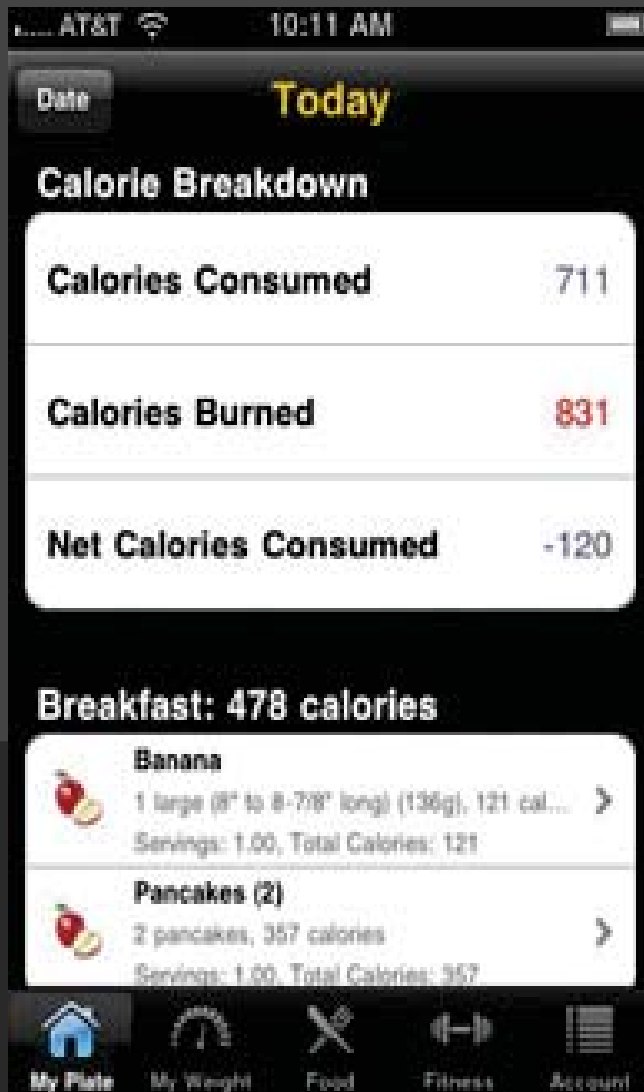 AT&T 10:11 AM
Date Today
Calorie Breakdown
Calories Consumed 711
Calories Burned 831
Net Calories Consumed -120
Breakfast: 478 calories
Banana
1 large (8" to 8-7/8" long) (136g), 121 cal...
Servings: 1.00, Total Calories: 121
Pancakes (2)
2 pancakes, 357 calories
Servings: 1.00, Total Calories: 357
My Plate My Weight Food Fitness Account